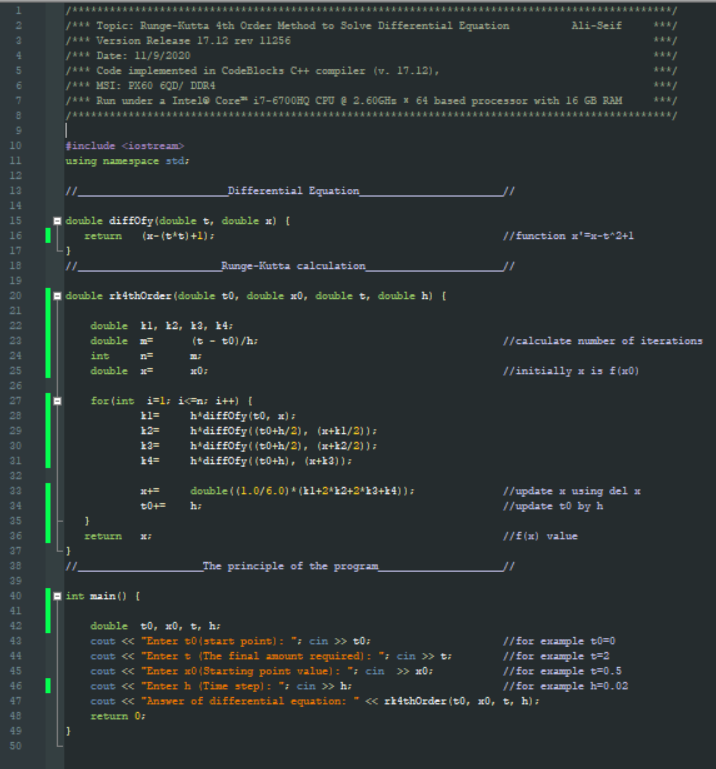 1 /*************************************************************************************/
2 /*** Topic: Runge-Kutta 4th Order Method to Solve Differential Equation Ali-Seif ***/
3 /*** Version Release 17.12 rev 11256 ***/
4 /*** Date: 11/9/2020 ***/
5 /*** Code implemented in CodeBlocks C++ compiler (v. 17.12), ***/
6 /*** MSI: PX60 6QD/ DDR4 ***/
7 /*** Run under a Intel® Core™ i7-6700HQ CPU @ 2.60GHz × 64 based processor with 16 GB RAM ***/
8 /*************************************************************************************/
9
10 #include <iostream>
11 using namespace std;
12
13 //______________________Differential Equation_____________________//
14
15 double diffOfy(double t, double x) {
16 return (x-(t*t)+1); //function x'=x-t^2+1
17 }
18 //_____________________Runge-Kutta calculation____________________//
19
20 double rk4thOrder(double t0, double x0, double t, double h) {
21
22 double k1, k2, k3, k4;
23 double m= (t - t0)/h; //calculate number of iterations
24 int n= m;
25 double x= x0; //initially x is f(x0)
26
27 for(int i=1; i<=n; i++) {
28 k1= h*diffOfy(t0, x);
29 k2= h*diffOfy((t0+h/2), (x+k1/2));
30 k3= h*diffOfy((t0+h/2), (x+k2/2));
31 k4= h*diffOfy((t0+h), (x+k3));
32
33 x+= double((1.0/6.0)*(k1+2*k2+2*k3+k4)); //update x using del x
34 t0+= h; //update t0 by h
35 }
36 return x; //f(x) value
37 }
38 //__________________The principle of the program__________________//
39
40 int main() {
41
42 double t0, x0, t, h;
43 cout << "Enter t0(start point): "; cin >> t0; //for example t0=0
44 cout << "Enter t (The final amount required): "; cin >> t; //for example t=2
45 cout << "Enter x0(Starting point value): "; cin >> x0; //for example t=0.5
46 cout << "Enter h (Time step): "; cin >> h; //for example h=0.02
47 cout << "Answer of differential equation: " << rk4thOrder(t0, x0, t, h);
48 return 0;
49 }
50